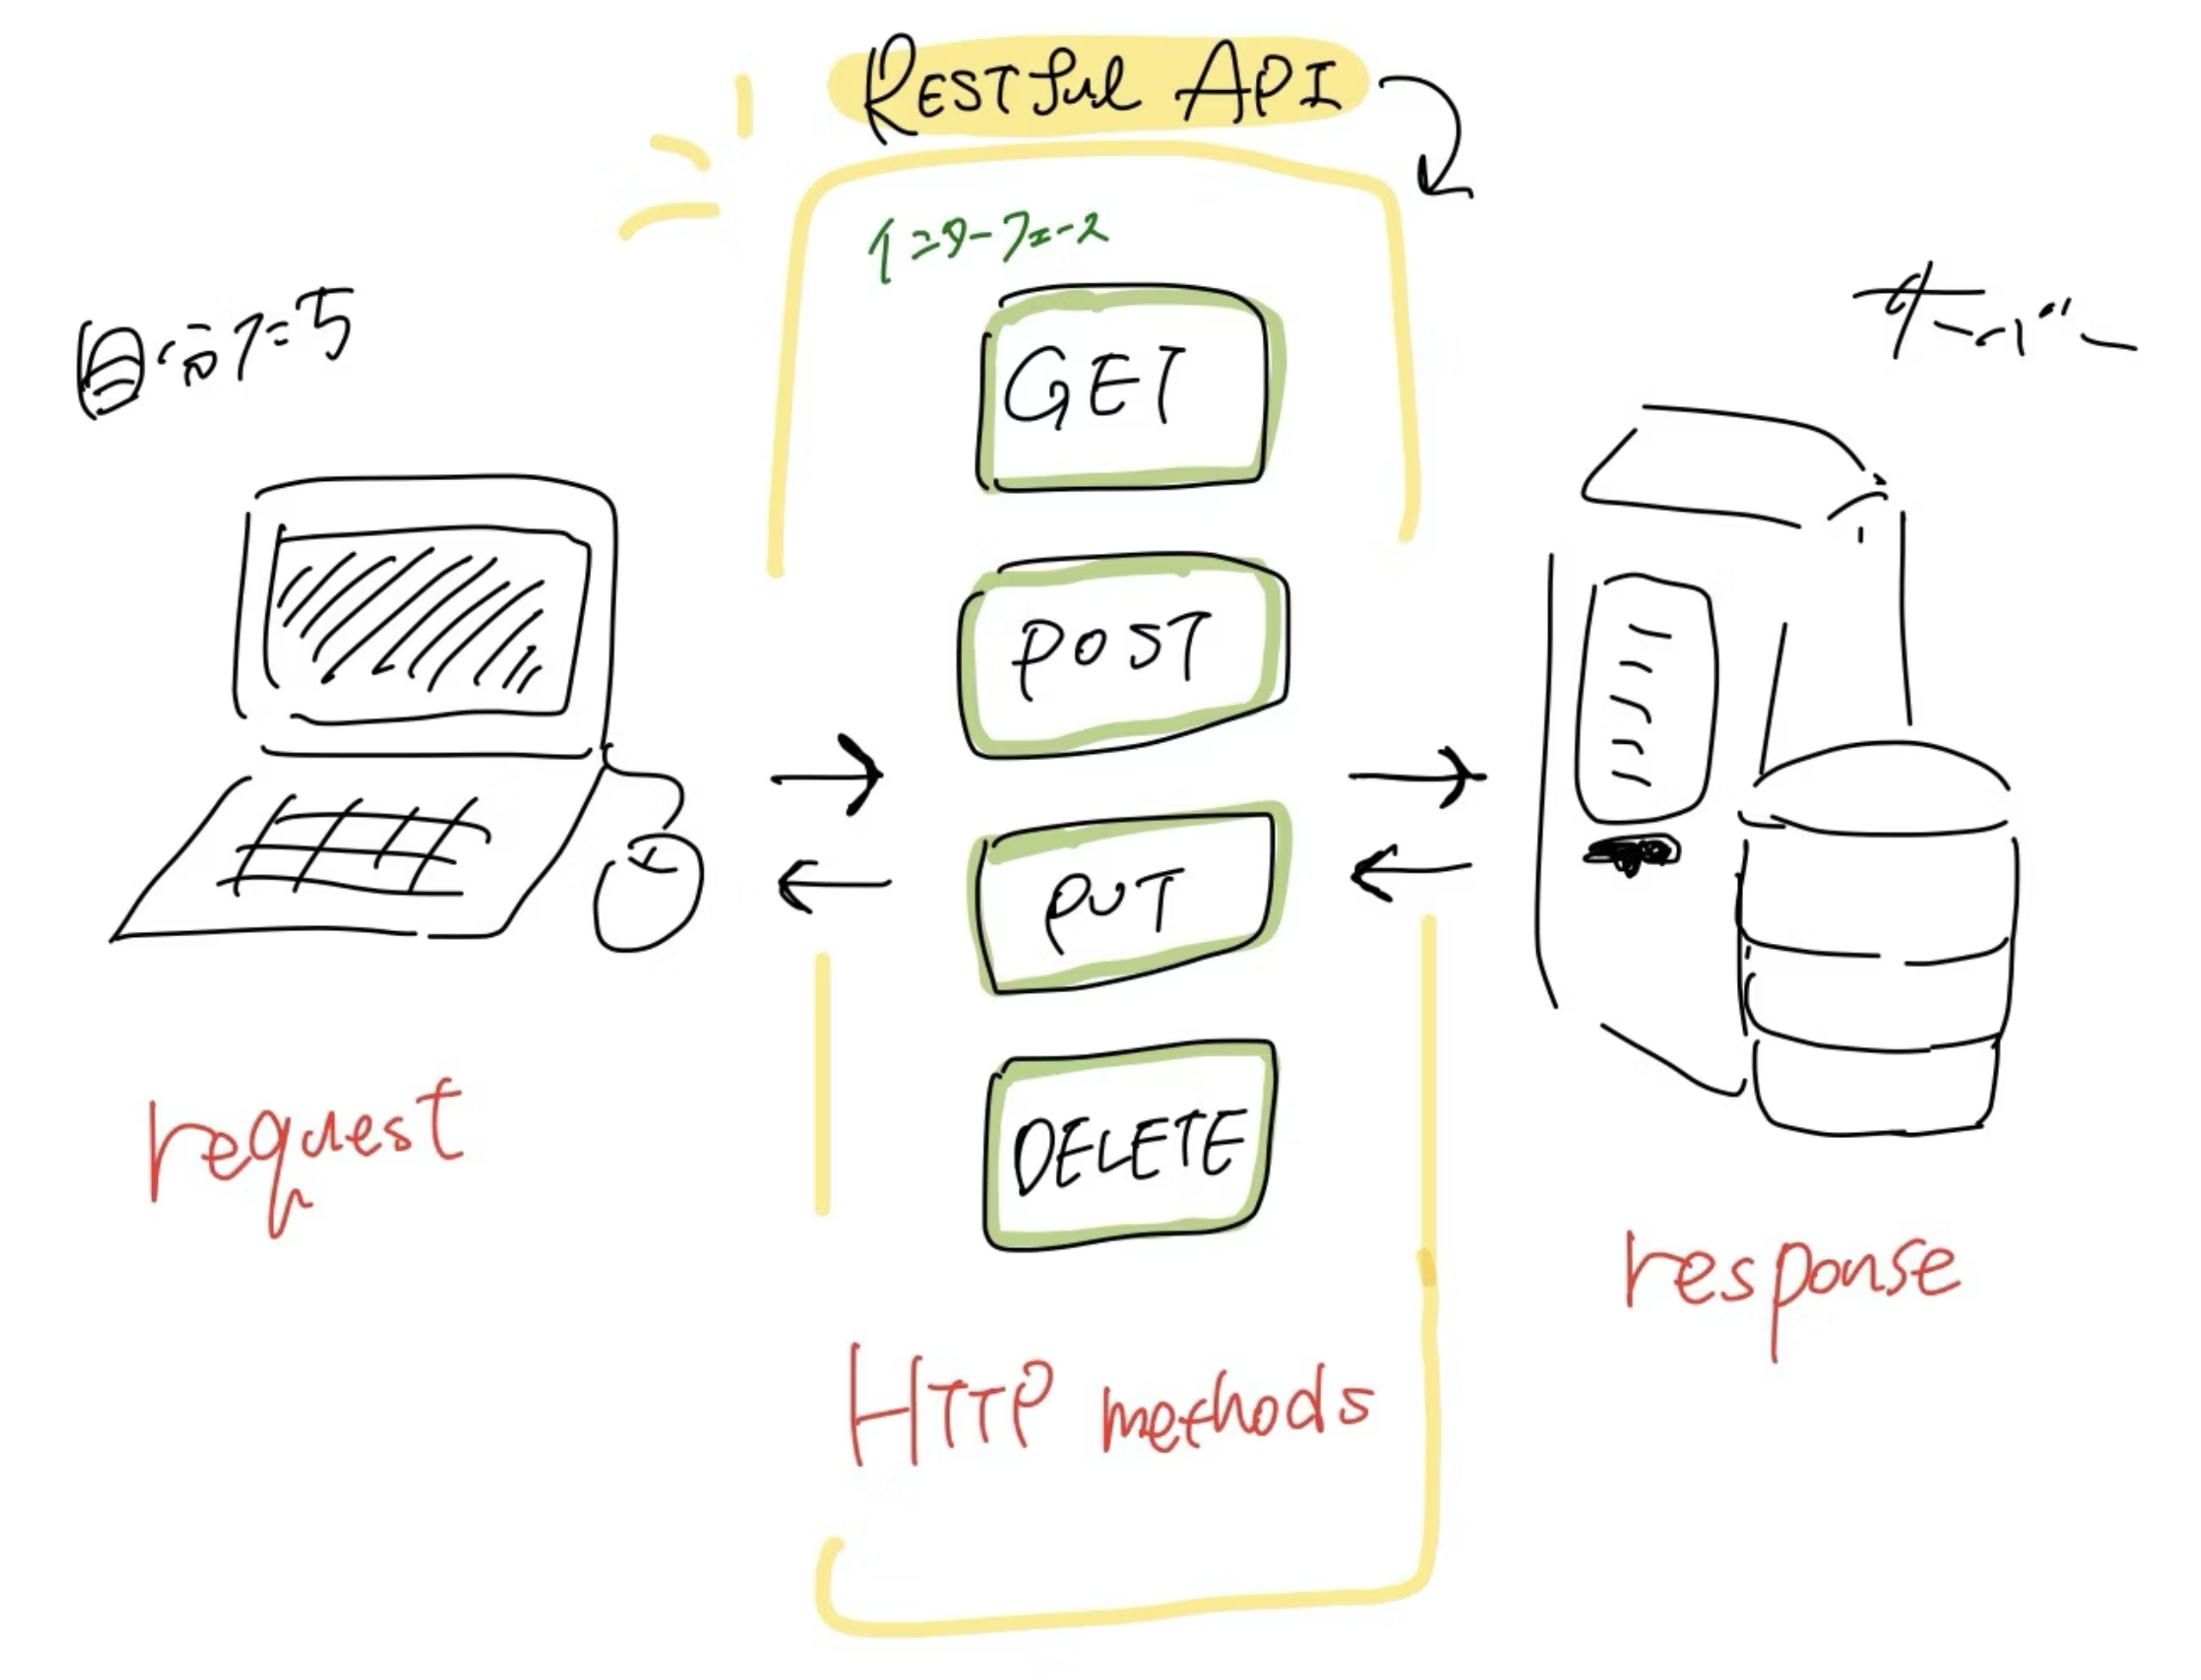 RESTful API
インターフェース
自分たち
サーバー
GET
POST
PUT
DELETE
request
response
HTTP methods